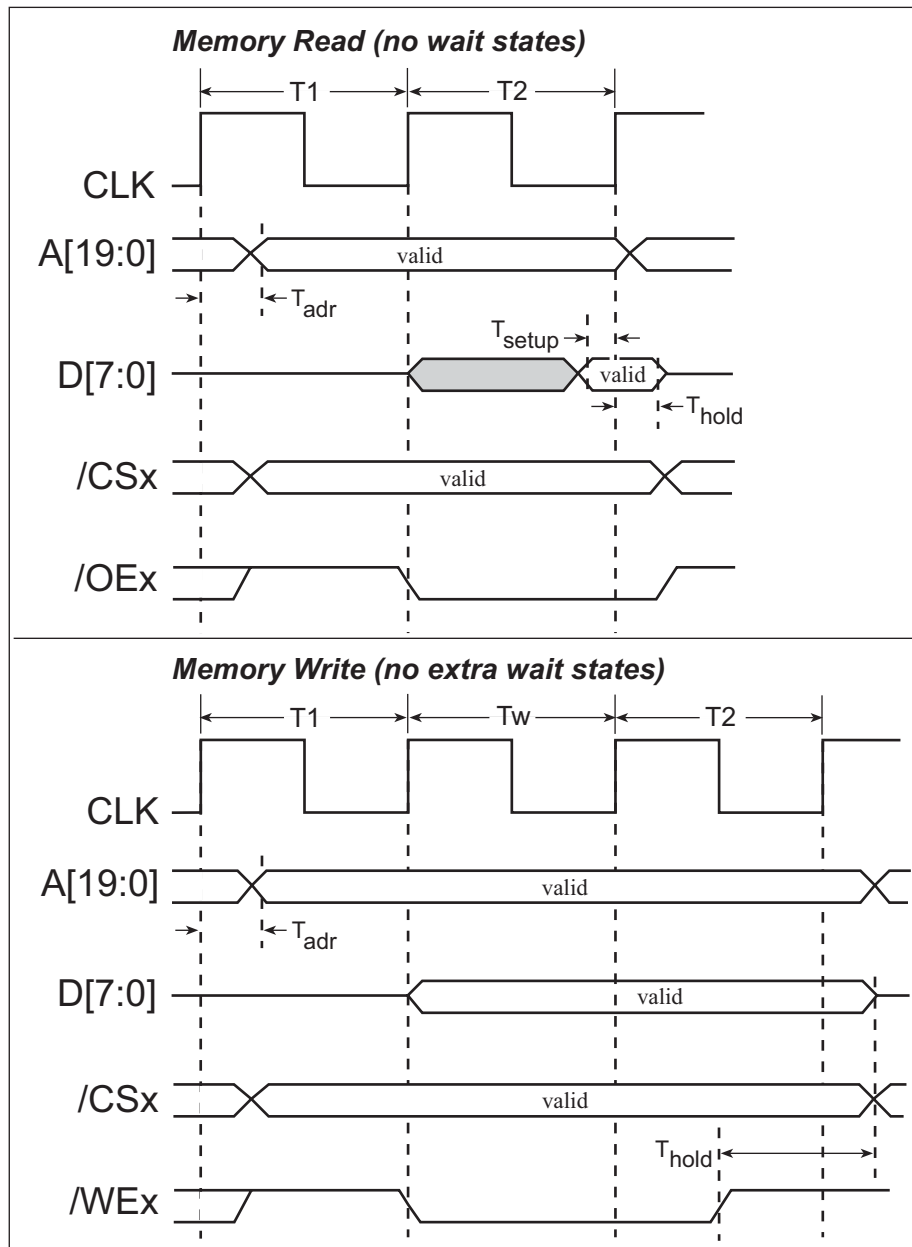 Memory Read (no wait states)
T1
T2
CLK
A[19:0]
valid
Tadr
Tsetup
D[7:0]
valid
Thold
/CSx
valid
/OEx
Memory Write (no extra wait states)
T1
Tw
T2
CLK
A[19:0]
valid
Tadr
D[7:0]
valid
/CSx
valid
Thold
/WEx